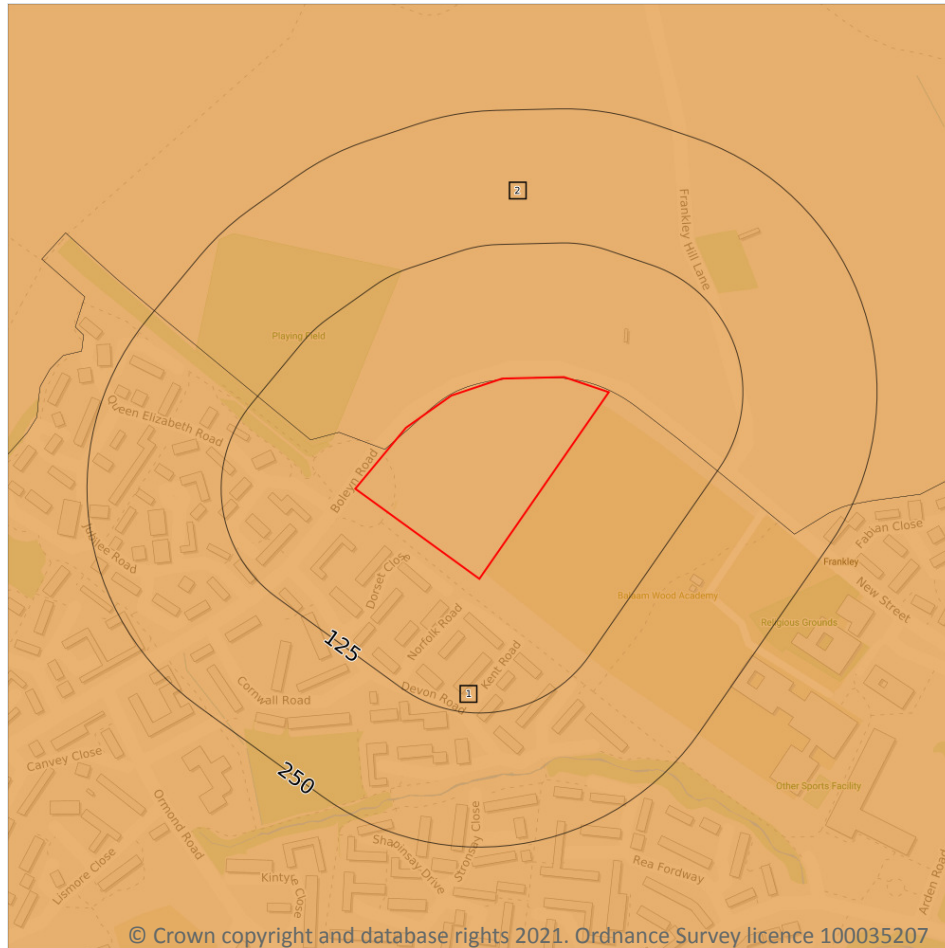 2
Frankley Hill Lane
Playing Field
Queen Elizabeth Road
Boleyn Road
Jubilee Road
Fabian Close
Frankley
New Street
Dorset Close
Balaam Wood Academy
Religious Grounds
Norfolk Road
125
Kent Road
Devon Road
1
Cornwall Road
Canvey Close
250
Other Sports Facility
Ormond Road
Stronsay Close
Shapinsay Drive
Rea Fordway
Lismore Close
Kintyre Close
Arden Road
© Crown copyright and database rights 2021. Ordnance Survey licence 100035207